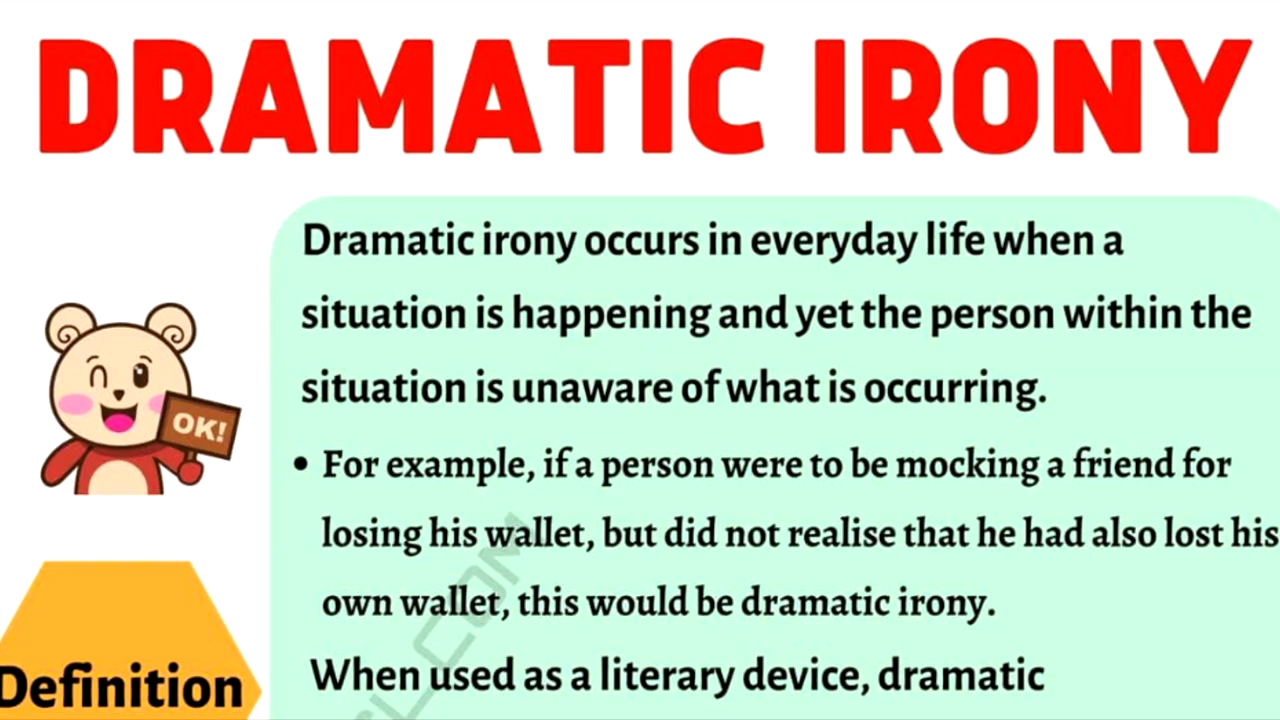 DRAMATIC IRONY
Dramatic irony occurs in everyday life when a
situation is happening and yet the person within the
situation is unaware of what is occurring.
OK!
• For example, if a person were to be mocking a friend for
losing his wallet, but did not realise that he had also lost his
own wallet, this would be dramatic irony.
Definition
When used as a literary device, dramatic